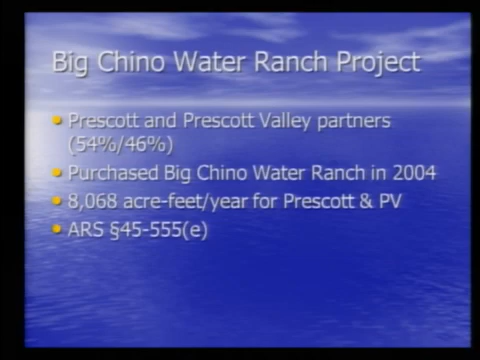 Big Chino Water Ranch Project
• Prescott and Prescott Valley partners
(54%/46%)
• Purchased Big Chino Water Ranch in 2004
• 8,068 acre-feet/year for Prescott & PV
• ARS §45-555(e)